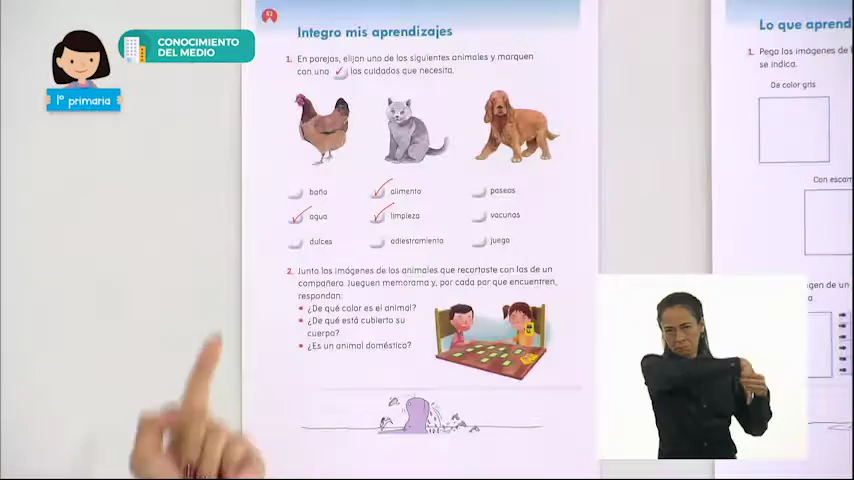 CONOCIMIENTO
DEL MEDIO
1° primaria
52
Integro mis aprendizajes
1. En parejas, elijan uno de los siguientes animales y marquen
con una ✓ los cuidados que necesita.
baño
alimento
paseos
agua
limpieza
vacunas
dulces
adiestramiento
juego
2. Junta las imágenes de los animales que recortaste con las de un
compañero. Jueguen memorama y, por cada par que encuentren,
respondan:
• ¿De qué color es el animal?
• ¿De qué está cubierto su
cuerpo?
• ¿Es un animal doméstico?
Lo que aprend
1. Pega las imágenes de l
se indica.
De color gris
Con escam
gen de un